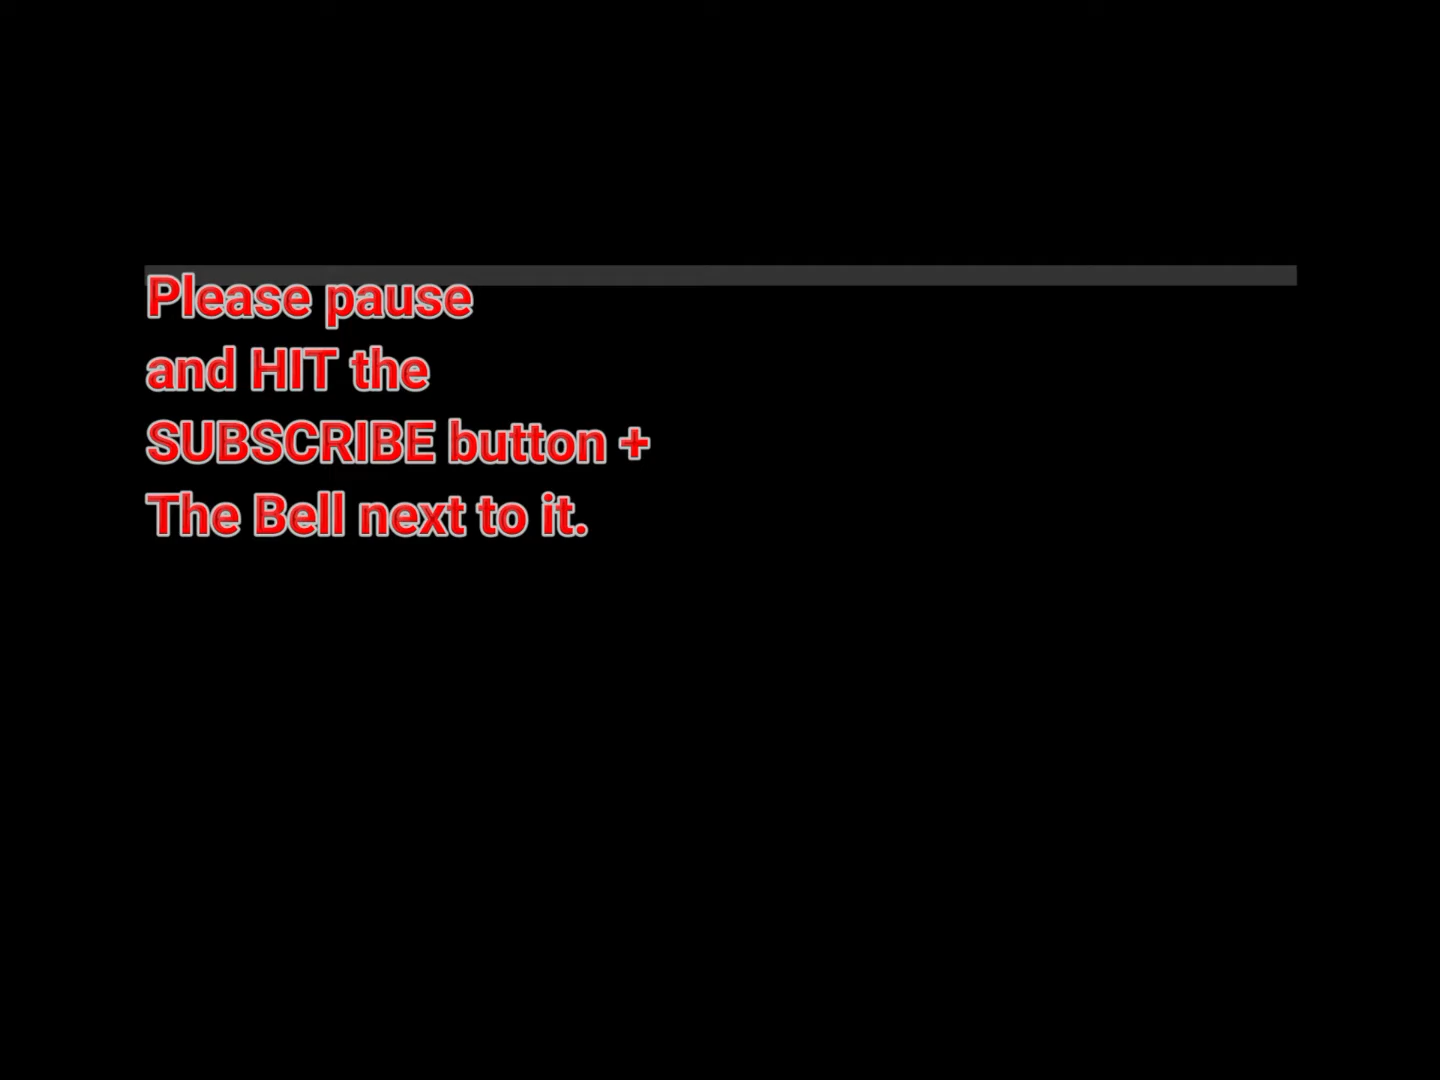 Please pause
and HIT the
SUBSCRIBE button +
The Bell next to it.